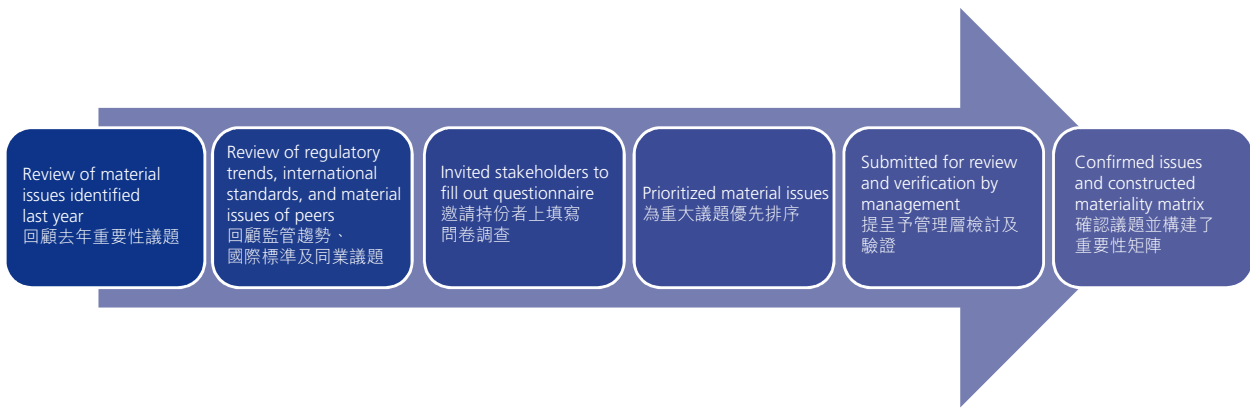 Review of material
issues identified
last year
回顧去年重要性議題
Review of regulatory
trends, international
standards, and material
issues of peers
回顧監管趨勢、
國際標準及同業議題
Invited stakeholders to
fill out questionnaire
邀請持份者上填寫
問卷調查
Prioritized material issues
為重大議題優先排序
Submitted for review
and verification by
management
提呈予管理層檢討及
驗證
Confirmed issues
and constructed
materiality matrix
確認議題並構建了
重要性矩陣